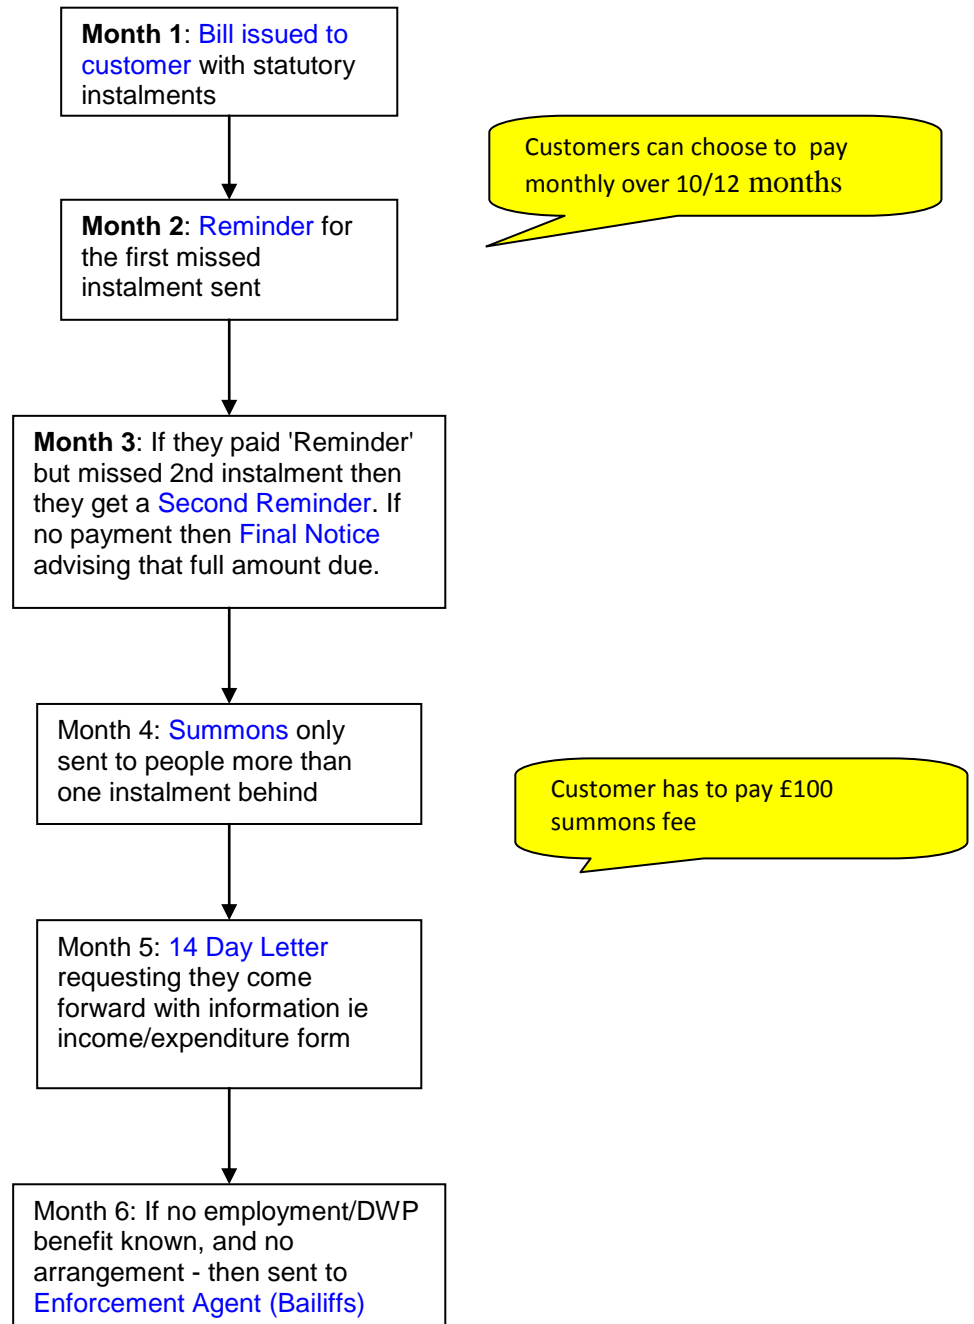 Month 1: Bill issued to
customer with statutory
instalments
Customers can choose to  pay
monthly over 10/12 months
Month 2: Reminder for
the first missed
instalment sent
Month 3: If they paid 'Reminder'
but missed 2nd instalment then
they get a Second Reminder. If
no payment then Final Notice
advising that full amount due.
Month 4: Summons only
sent to people more than
one instalment behind
Customer has to pay £100
summons fee
Month 5: 14 Day Letter
requesting they come
forward with information ie
income/expenditure form
Month 6: If no employment/DWP
benefit known, and no
arrangement - then sent to
Enforcement Agent (Bailiffs)